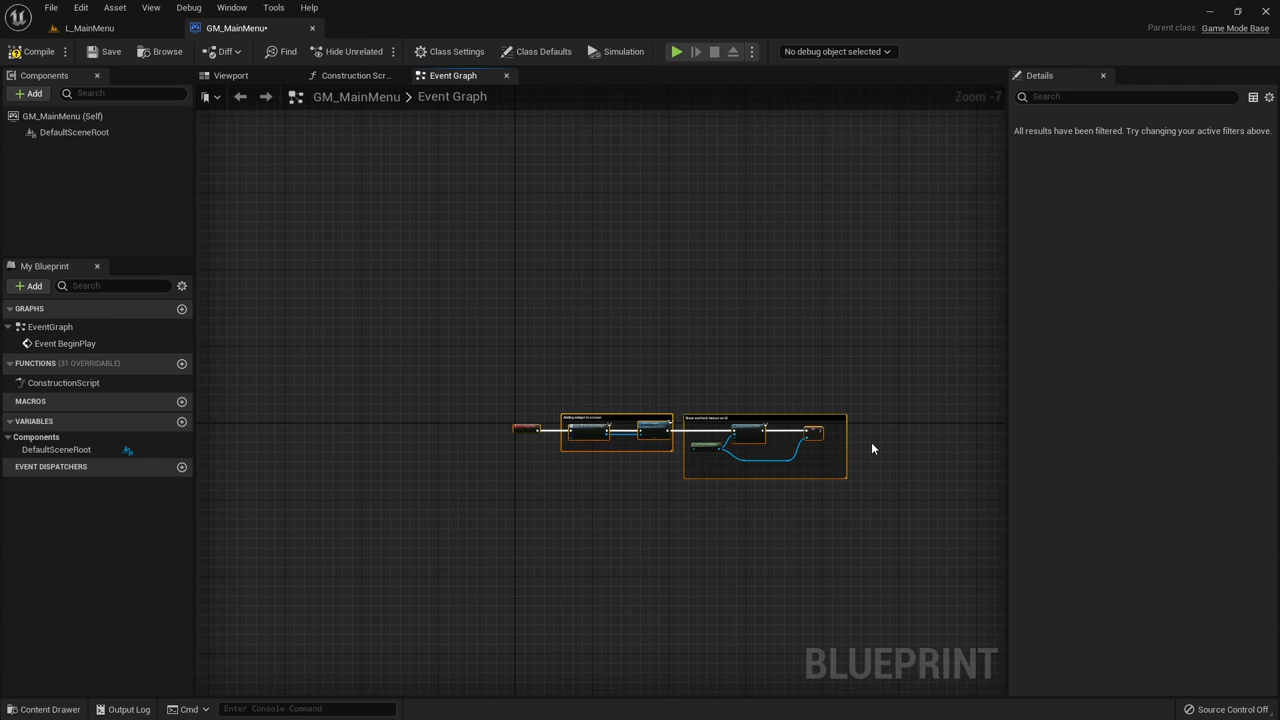 File Edit Asset View Debug Window Tools Help
L_MainMenu
GM_MainMenu*
Parent class: Game Mode Base
Compile Save Browse Diff Find Hide Unrelated Class Settings Class Defaults Simulation No debug object selected
Components
Viewport Construction Scr... Event Graph
Details
Add Search
GM_MainMenu > Event Graph
Zoom -7
Search
GM_MainMenu (Self)
DefaultSceneRoot
All results have been filtered. Try changing your active filters above.
My Blueprint
Add Search
GRAPHS
EventGraph
Event BeginPlay
FUNCTIONS (31 OVERRIDABLE)
ConstructionScript
MACROS
VARIABLES
Components
DefaultSceneRoot
EVENT DISPATCHERS
Adding widget to screen
BLUEPRINT
Content Drawer Output Log Cmd Enter Console Command Source Control Off